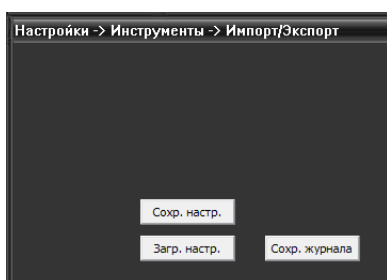 Настройки -> Инструменты -> Импорт/Экспорт
Сохр. настр.
Загр. настр. Сохр. журнала